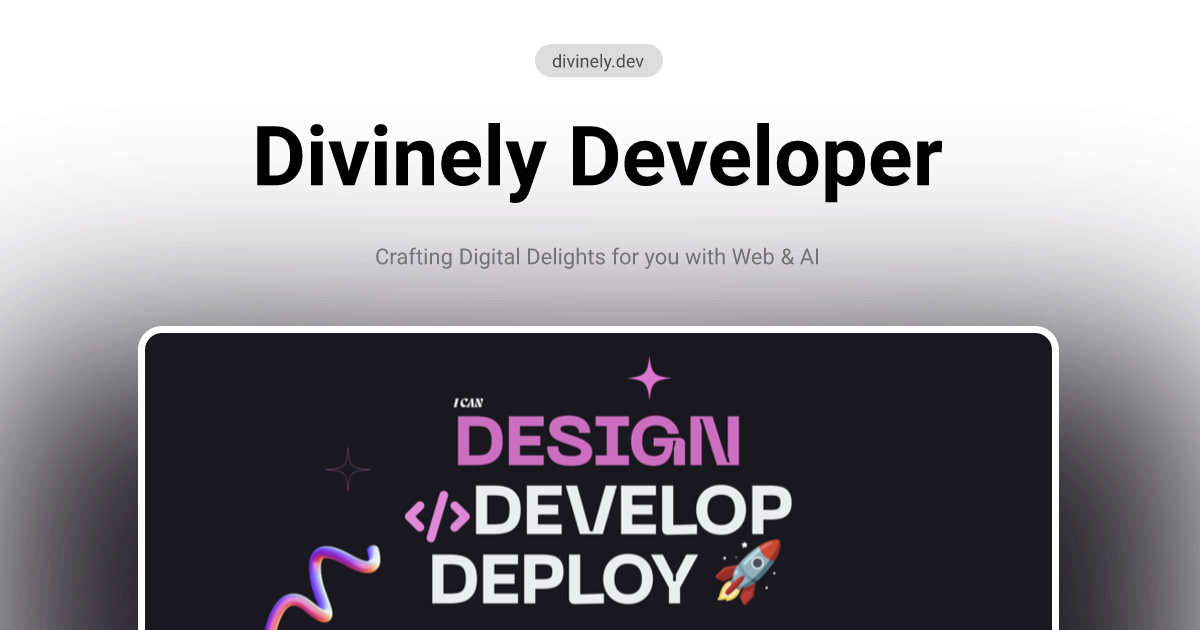 divinely.dev
Divinely Developer
Crafting Digital Delights for you with Web & AI
I CAN
DESIGN
</>DEVELOP
DEPLOY 🚀